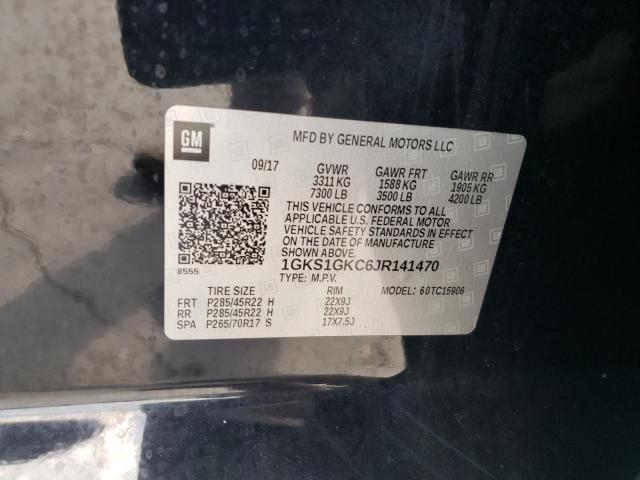 GM
MFD BY GENERAL MOTORS LLC
09/17 GVWR GAWR FRT GAWR RR
3311 KG 1588 KG 1905 KG
7300 LB 3500 LB 4200 LB
THIS VEHICLE CONFORMS TO ALL
APPLICABLE U.S. FEDERAL MOTOR
VEHICLE SAFETY STANDARDS IN
EFFECT ON THE DATE OF MANUFACTURE
SHOWN ABOVE.
8555 1GKS1GKC6JR141470
TYPE: M.P.V. MODEL: 60TC15906
TIRE SIZE RIM
FRT P285/45R22 H 22X9J
RR P285/45R22 H 22X9J
SPA P265/70R17 S 17X7.5J